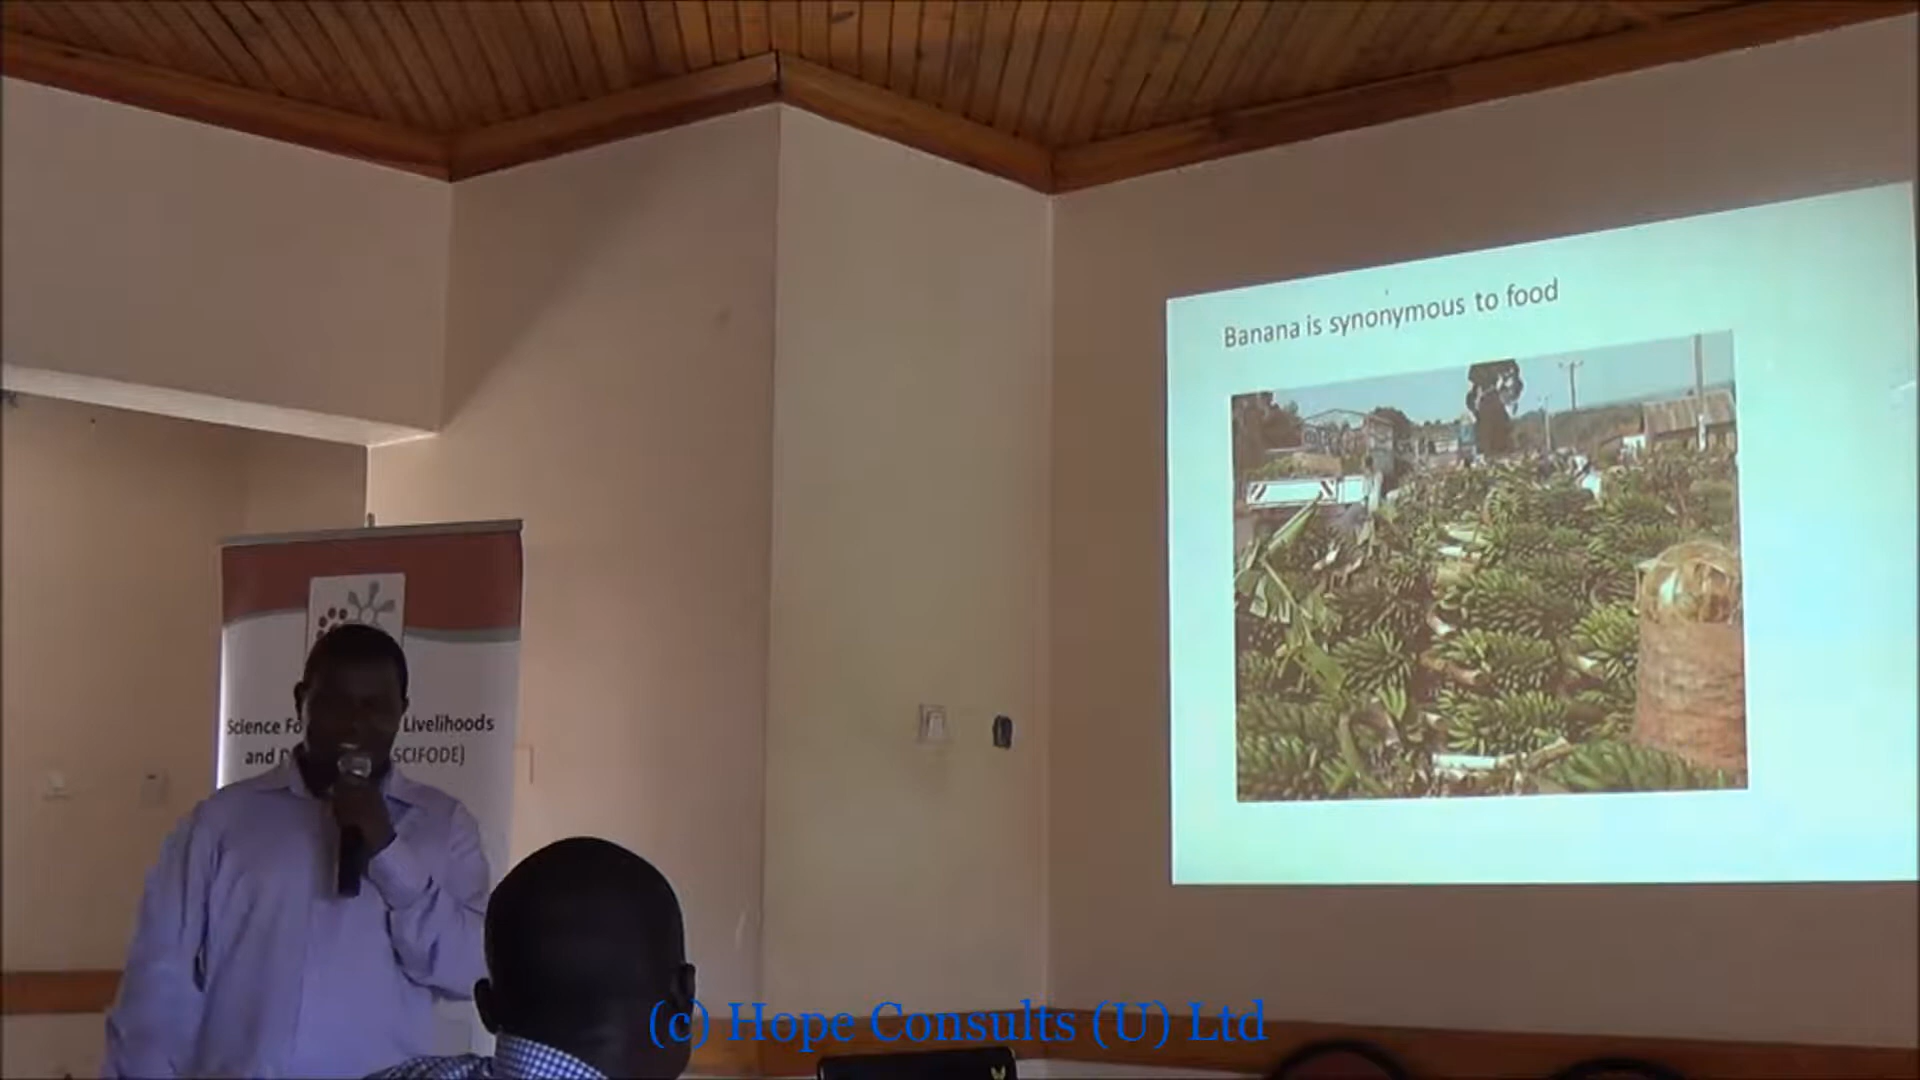 Banana is synonymous to food
Science Fo Livelihoods
and SCIFODE)
(c) Hope Consults (U) Ltd